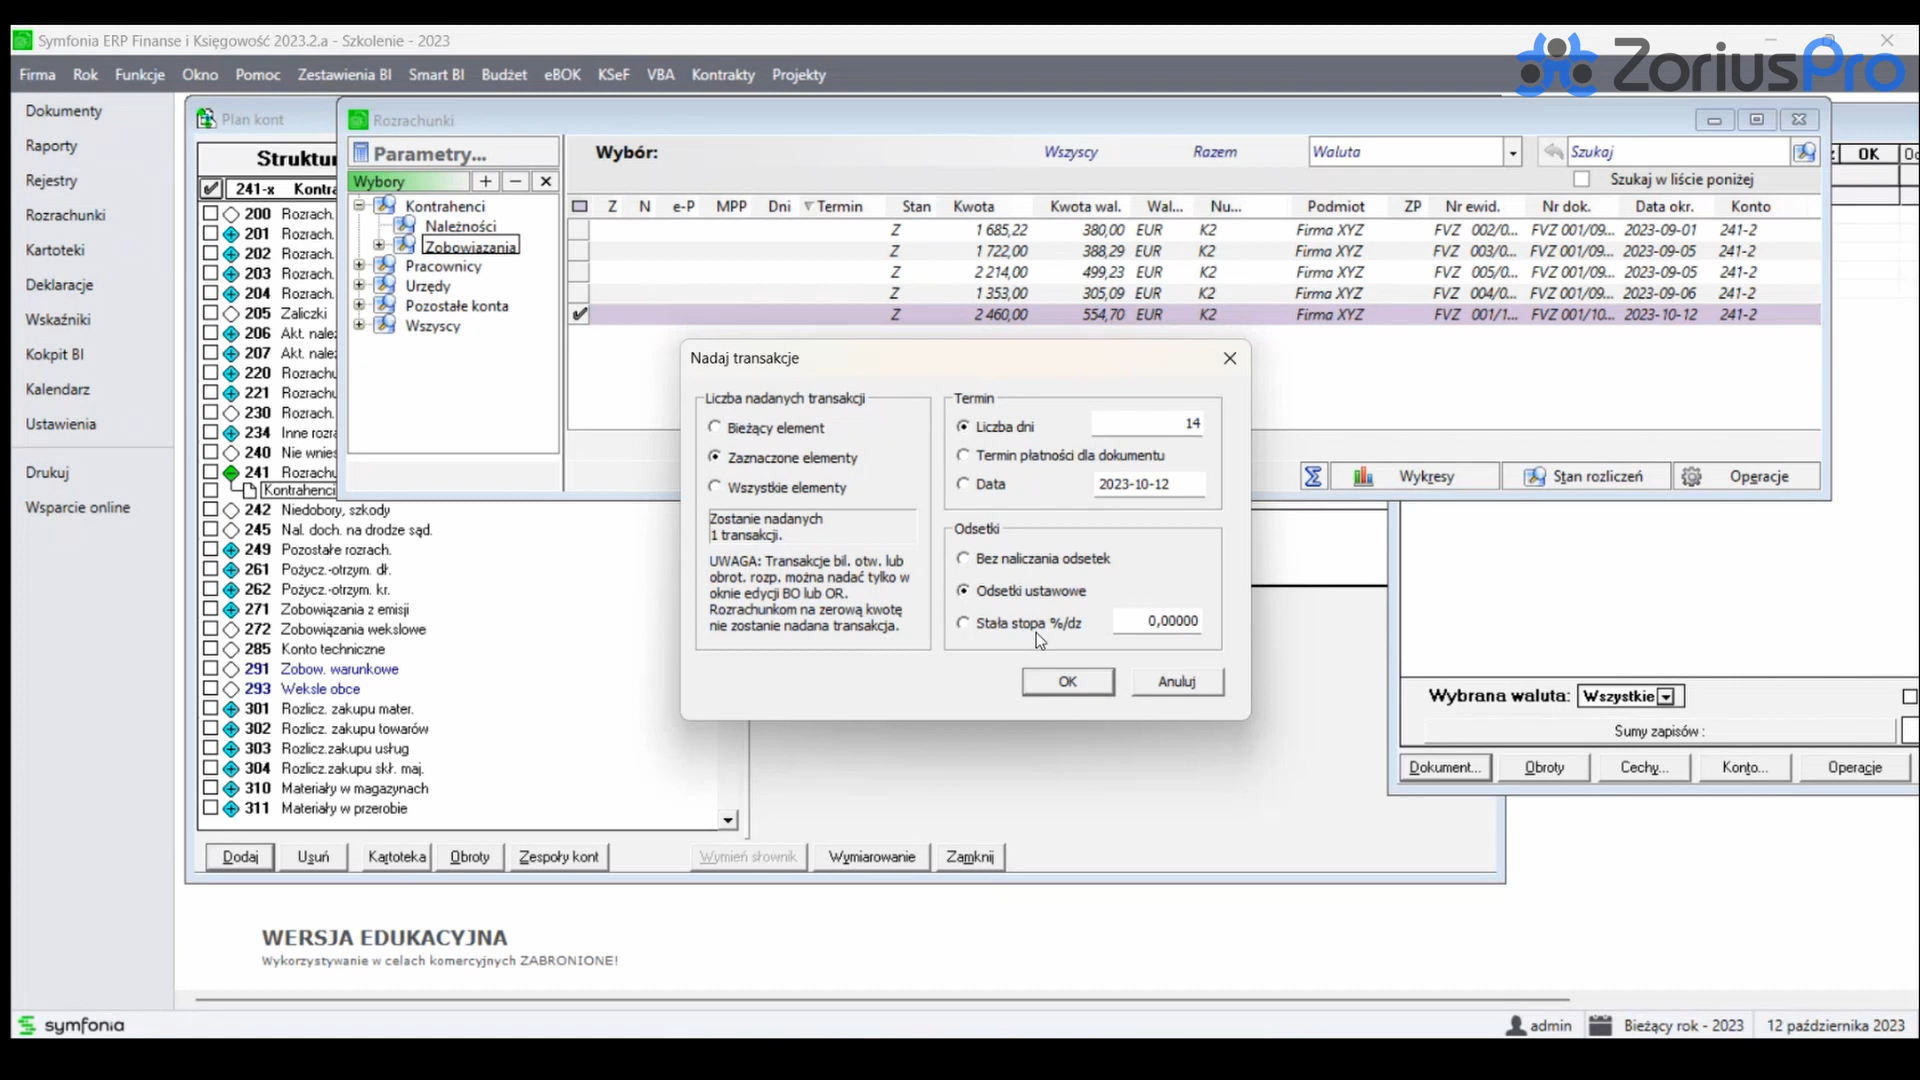 Symfonia ERP Finanse i Księgowość 2023.2.a - Szkolenie - 2023
ZoriusPro
Firma Rok Funkcje Okno Pomoc Zestawienia BI Smart BI Budżet eBOK KSeF VBA Kontrakty Projekty
Dokumenty
Raporty
Rejestry
Rozrachunki
Kartoteki
Deklaracje
Wskaźniki
Kokpit BI
Kalendarz
Ustawienia
Drukuj
Wsparcie online
Plan kont
Struktur
241-x Kontra
200 Rozrach.
201 Rozrach.
202 Rozrach.
203 Rozrach.
204 Rozrach.
205 Zaliczki
206 Akt. nale
207 Akt. nale
220 Rozrachu
221 Rozrachu
230 Rozrach.
234 Inne rozra
240 Nie wnies
241 Rozrachu
Kontrahenci
242 Niedobory, szkody
245 Nal. doch. na drodze sąd.
249 Pozostałe rozrach.
261 Pożycz.-otrzym. dł.
262 Pożycz.-otrzym. kr.
271 Zobowiązania z emisji
272 Zobowiązania wekslowe
285 Konto techniczne
291 Zobow. warunkowe
293 Weksle obce
301 Rozlicz. zakupu mater.
302 Rozlicz. zakupu towarów
303 Rozlicz.zakupu usług
304 Rozlicz.zakupu skł. maj.
310 Materiały w magazynach
311 Materiały w przerobie
Dodaj Usuń Kartoteka Obroty Zespoły kont Wymień słownik Wymiarowanie Zamknij
Rozrachunki
Parametry...
Wybory
Kontrahenci
Należności
Zobowiązania
Pracownicy
Urzędy
Pozostałe konta
Wszyscy
Wybór: Wszyscy Razem Waluta Szukaj
Szukaj w liście poniżej
Z N e-P MPP Dni Termin Stan Kwota Kwota wal. Wal... Nu... Podmiot ZP Nr ewid. Nr dok. Data okr. Konto
Z 1 685,22 380,00 EUR K2 Firma XYZ FVZ 002/0... FVZ 001/09... 2023-09-01 241-2
Z 1 722,00 388,29 EUR K2 Firma XYZ FVZ 003/0... FVZ 001/09... 2023-09-05 241-2
Z 2 214,00 499,23 EUR K2 Firma XYZ FVZ 005/0... FVZ 001/09... 2023-09-05 241-2
Z 1 353,00 305,09 EUR K2 Firma XYZ FVZ 004/0... FVZ 001/09... 2023-09-06 241-2
Z 2 460,00 554,70 EUR K2 Firma XYZ FVZ 001/1... FVZ 001/10... 2023-10-12 241-2
Wykresy Stan rozliczeń Operacje
Nadaj transakcje
Liczba nadanych transakcji
Bieżący element
Zaznaczone elementy
Wszystkie elementy
Zostanie nadanych
1 transakcji.
UWAGA: Transakcje bil. otw. lub
obrot. rozp. można nadać tylko w
oknie edycji BO lub OR.
Rozrachunkom na zerową kwotę
nie zostanie nadana transakcja.
Termin
Liczba dni 14
Termin płatności dla dokumentu
Data 2023-10-12
Odsetki
Bez naliczania odsetek
Odsetki ustawowe
Stała stopa %/dz 0,00000
OK Anuluj
OK
Wybrana waluta: Wszystkie
Sumy zapisów :
Dokument... Obroty Cechy... Konto... Operacje
WERSJA EDUKACYJNA
Wykorzystywanie w celach komercyjnych ZABRONIONE!
symfonia
admin Bieżący rok - 2023 12 października 2023